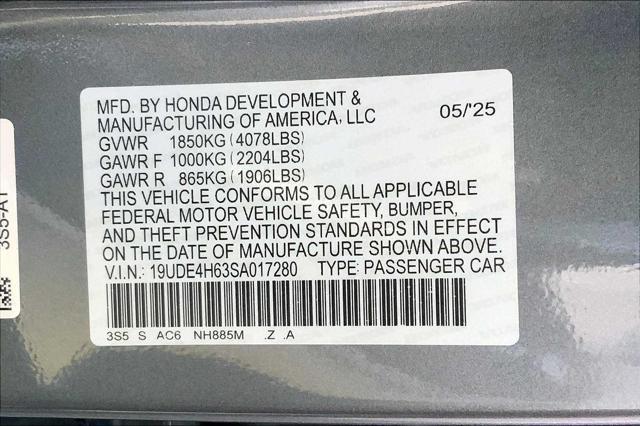 MFD. BY HONDA DEVELOPMENT &
MANUFACTURING OF AMERICA, LLC 05/'25
GVWR 1850KG (4078LBS)
GAWR F 1000KG (2204LBS)
GAWR R 865KG (1906LBS)
THIS VEHICLE CONFORMS TO ALL APPLICABLE
FEDERAL MOTOR VEHICLE SAFETY, BUMPER,
AND THEFT PREVENTION STANDARDS IN EFFECT
ON THE DATE OF MANUFACTURE SHOWN ABOVE.
V.I.N.: 19UDE4H63SA017280 TYPE: PASSENGER CAR
3S5 S AC6 NH885M .Z .A
3S5-A1